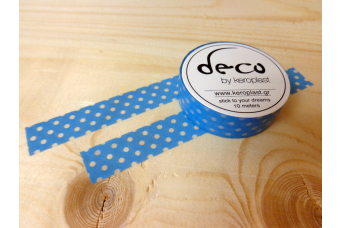 deco
by keroplast
www.keroplast.gr
stick to your dreams
10 meters